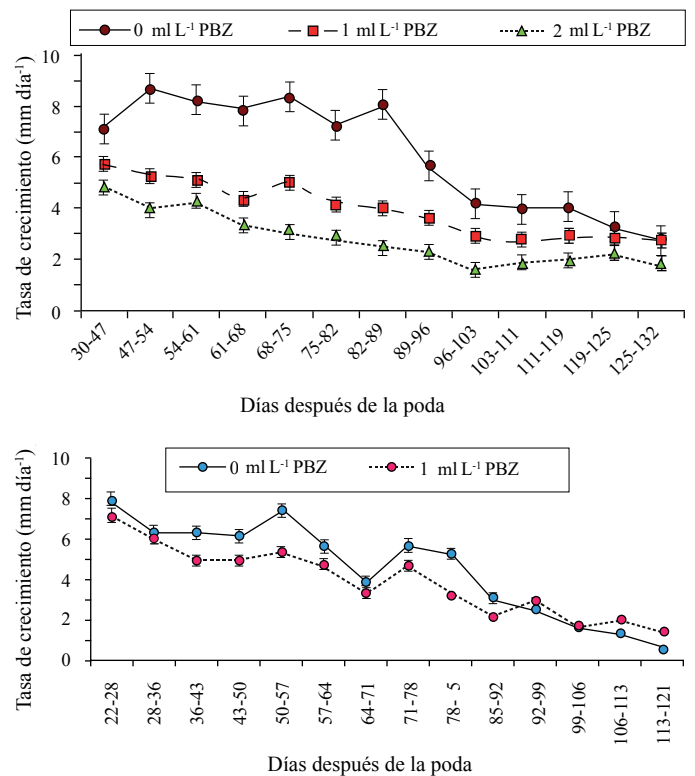 0 ml L⁻¹ PBZ 1 ml L⁻¹ PBZ 2 ml L⁻¹ PBZ
Tasa de crecimiento (mm día⁻¹)
10
8
6
4
2
0
30-47 47-54 54-61 61-68 68-75 75-82 82-89 89-96 96-103 103-111 111-119 119-125 125-132
Días después de la poda
0 ml L⁻¹ PBZ 1 ml L⁻¹ PBZ
Tasa de crecimiento (mm día⁻¹)
10
8
6
4
2
0
22-28 28-36 36-43 43-50 50-57 57-64 64-71 71-78 78- 5 85-92 92-99 99-106 106-113 113-121
Días después de la poda